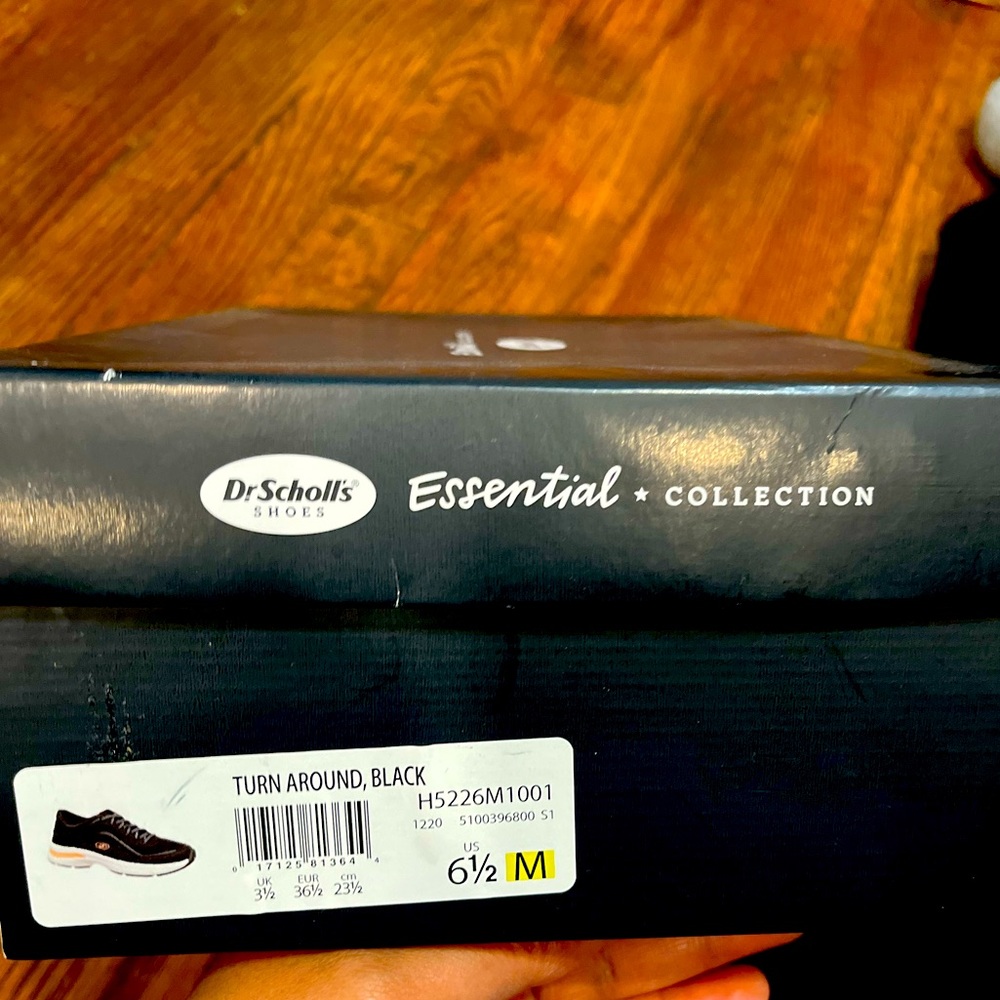 Dr.Scholl's®
SHOES
Essential ★ COLLECTION
TURN AROUND, BLACK
H5226M1001
1220 5100396800 S1
0 17125 81364 4
UK EUR cm
3½ 36½ 23½
US
6½ M